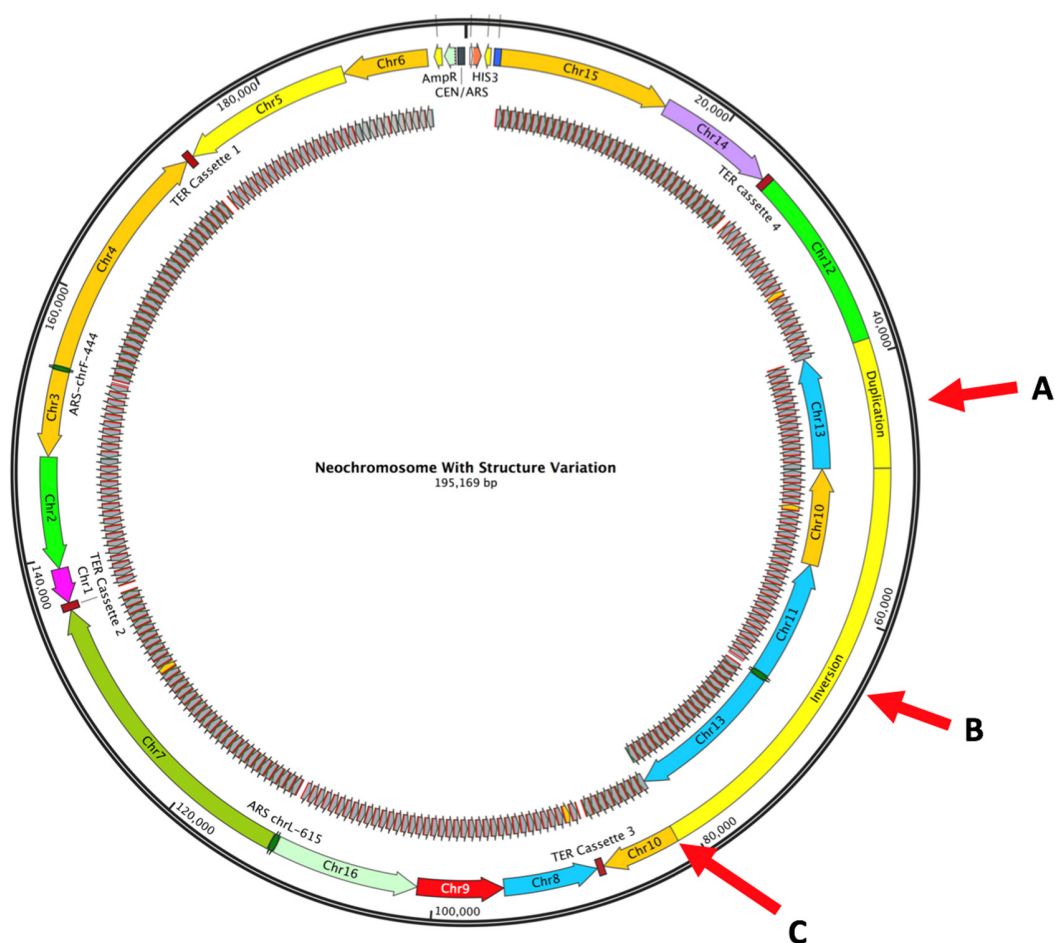 AmpR
CEN/ARS
HIS3
Chr15
20,000
Chr14
TER cassette 4
Chr12
40,000
Duplication
A
Chr13
Chr10
60,000
Chr11
Inversion
B
Chr13
80,000
Chr10
C
TER Cassette 3
Chr8
Chr9
100,000
Chr16
ARS chrL-615
120,000
Chr7
TER Cassette 2
Chr1
140,000
Chr2
Chr3
ARS-chrF-444
160,000
Chr4
TER Cassette 1
180,000
Chr5
Chr6
Neochromosome With Structure Variation
195,169 bp